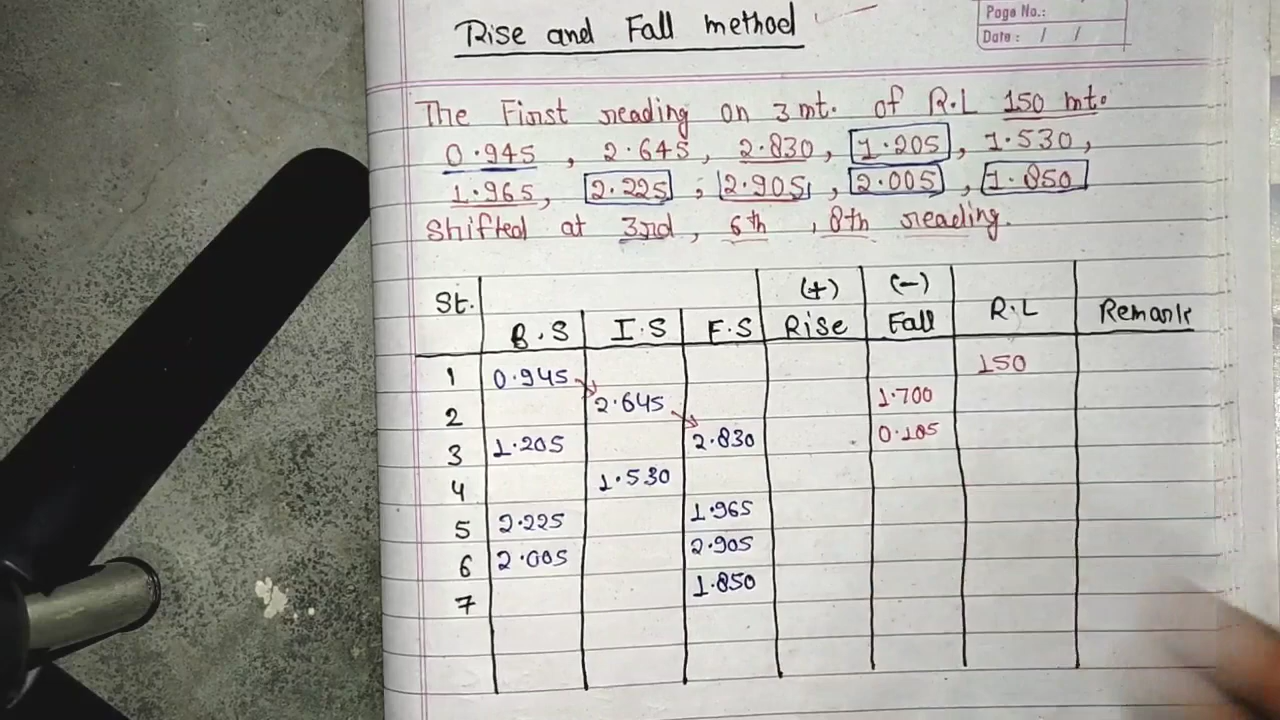 Rise and Fall method
Page No.:
Date : / /
The First reading on 3 mt. of R.L 150 mt.
0.945 , 2.645, 2.830, 1.205, 1.530,
1.965, 2.225 , 2.905, 2.005, 1.850
shifted at 3rd, 6th , 8th reading.
St. B.S I.S F.S (+) Rise (-) Fall R.L Remark
1 0.945 150
2 2.645 1.700
3 1.205 2.830 0.185
4 1.530
5 2.225 1.965
6 2.005 2.905
7 1.850